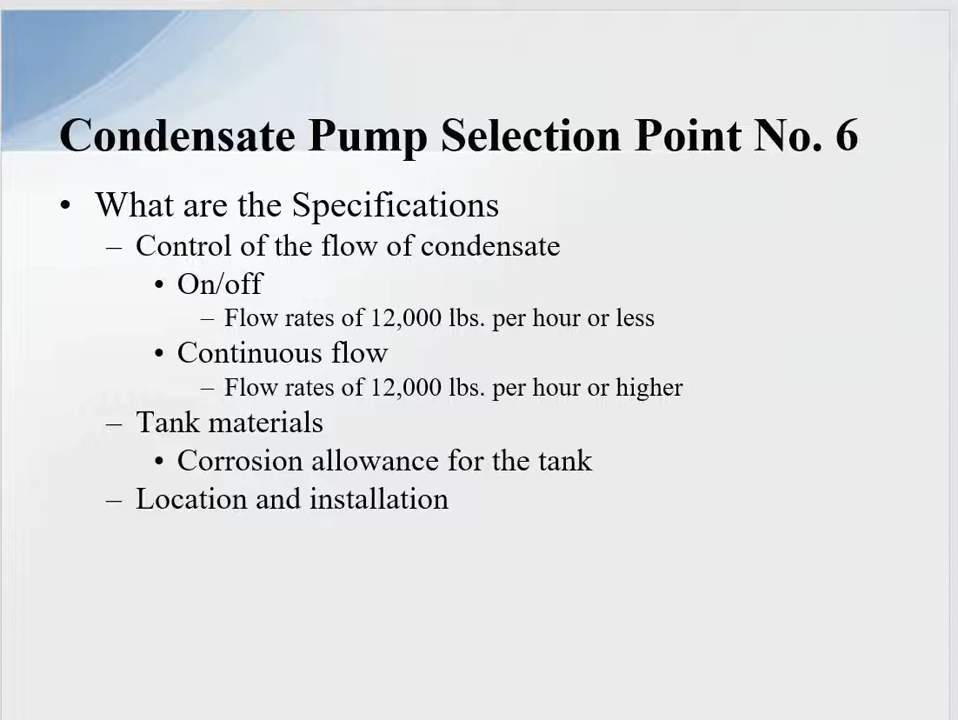 Condensate Pump Selection Point No. 6
• What are the Specifications
– Control of the flow of condensate
• On/off
– Flow rates of 12,000 lbs. per hour or less
• Continuous flow
– Flow rates of 12,000 lbs. per hour or higher
– Tank materials
• Corrosion allowance for the tank
– Location and installation